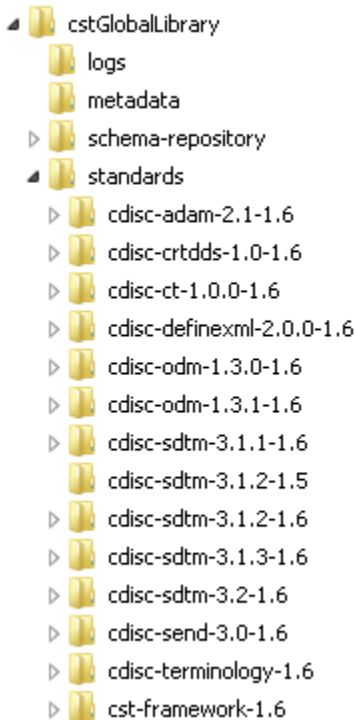 cstGlobalLibrary
logs
metadata
schema-repository
standards
cdisc-adam-2.1-1.6
cdisc-crtdds-1.0-1.6
cdisc-ct-1.0.0-1.6
cdisc-definexml-2.0.0-1.6
cdisc-odm-1.3.0-1.6
cdisc-odm-1.3.1-1.6
cdisc-sdtm-3.1.1-1.6
cdisc-sdtm-3.1.2-1.5
cdisc-sdtm-3.1.2-1.6
cdisc-sdtm-3.1.3-1.6
cdisc-sdtm-3.2-1.6
cdisc-send-3.0-1.6
cdisc-terminology-1.6
cst-framework-1.6